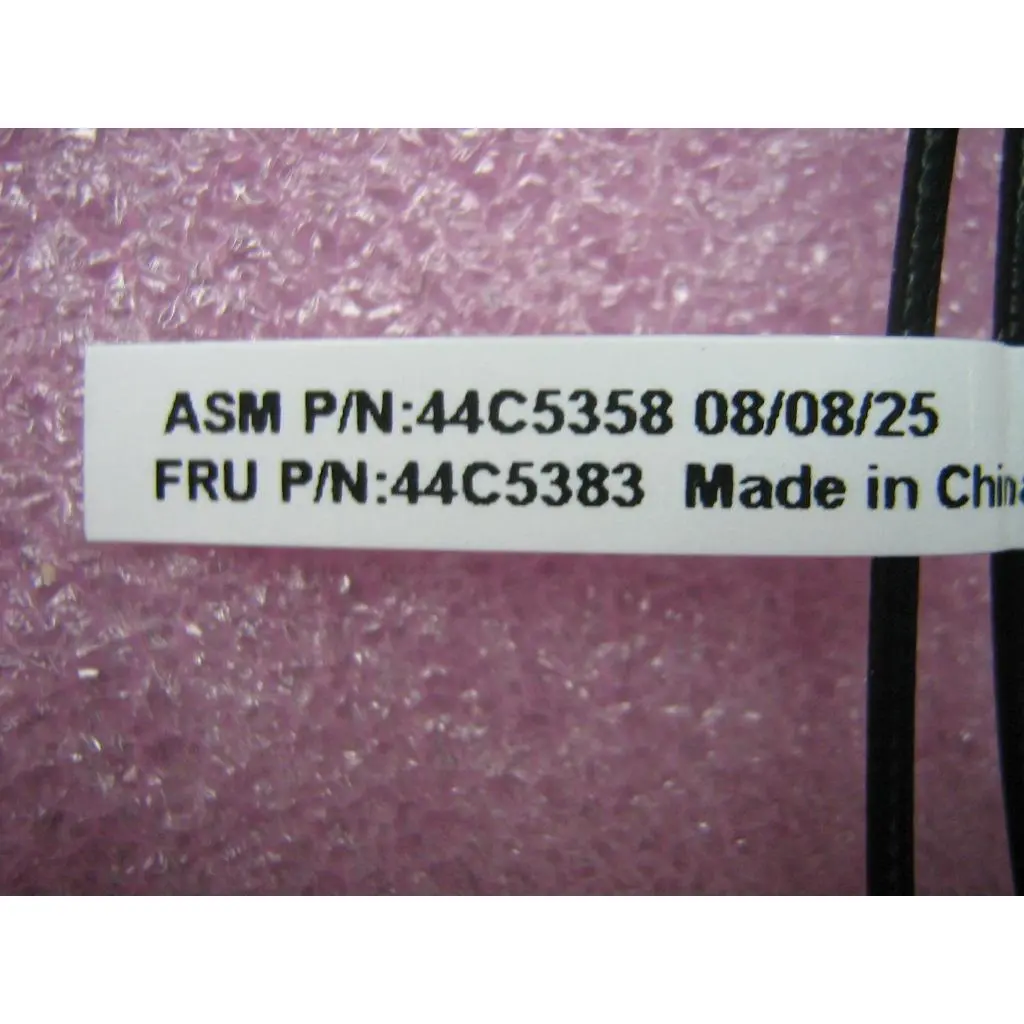 ASM P/N:44C5358 08/08/25
FRU P/N:44C5383 Made in China